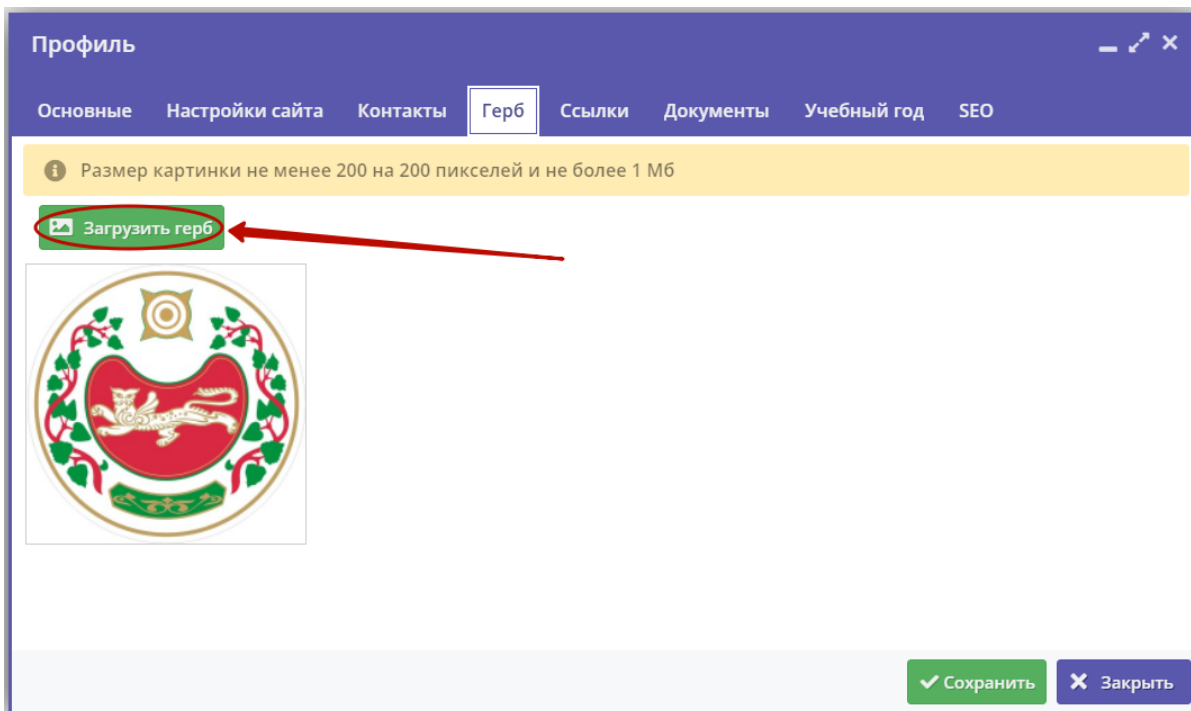 Профиль
Основные Настройки сайта Контакты Герб Ссылки Документы Учебный год SEO
Размер картинки не менее 200 на 200 пикселей и не более 1 Мб
Загрузить герб
Сохранить Закрыть